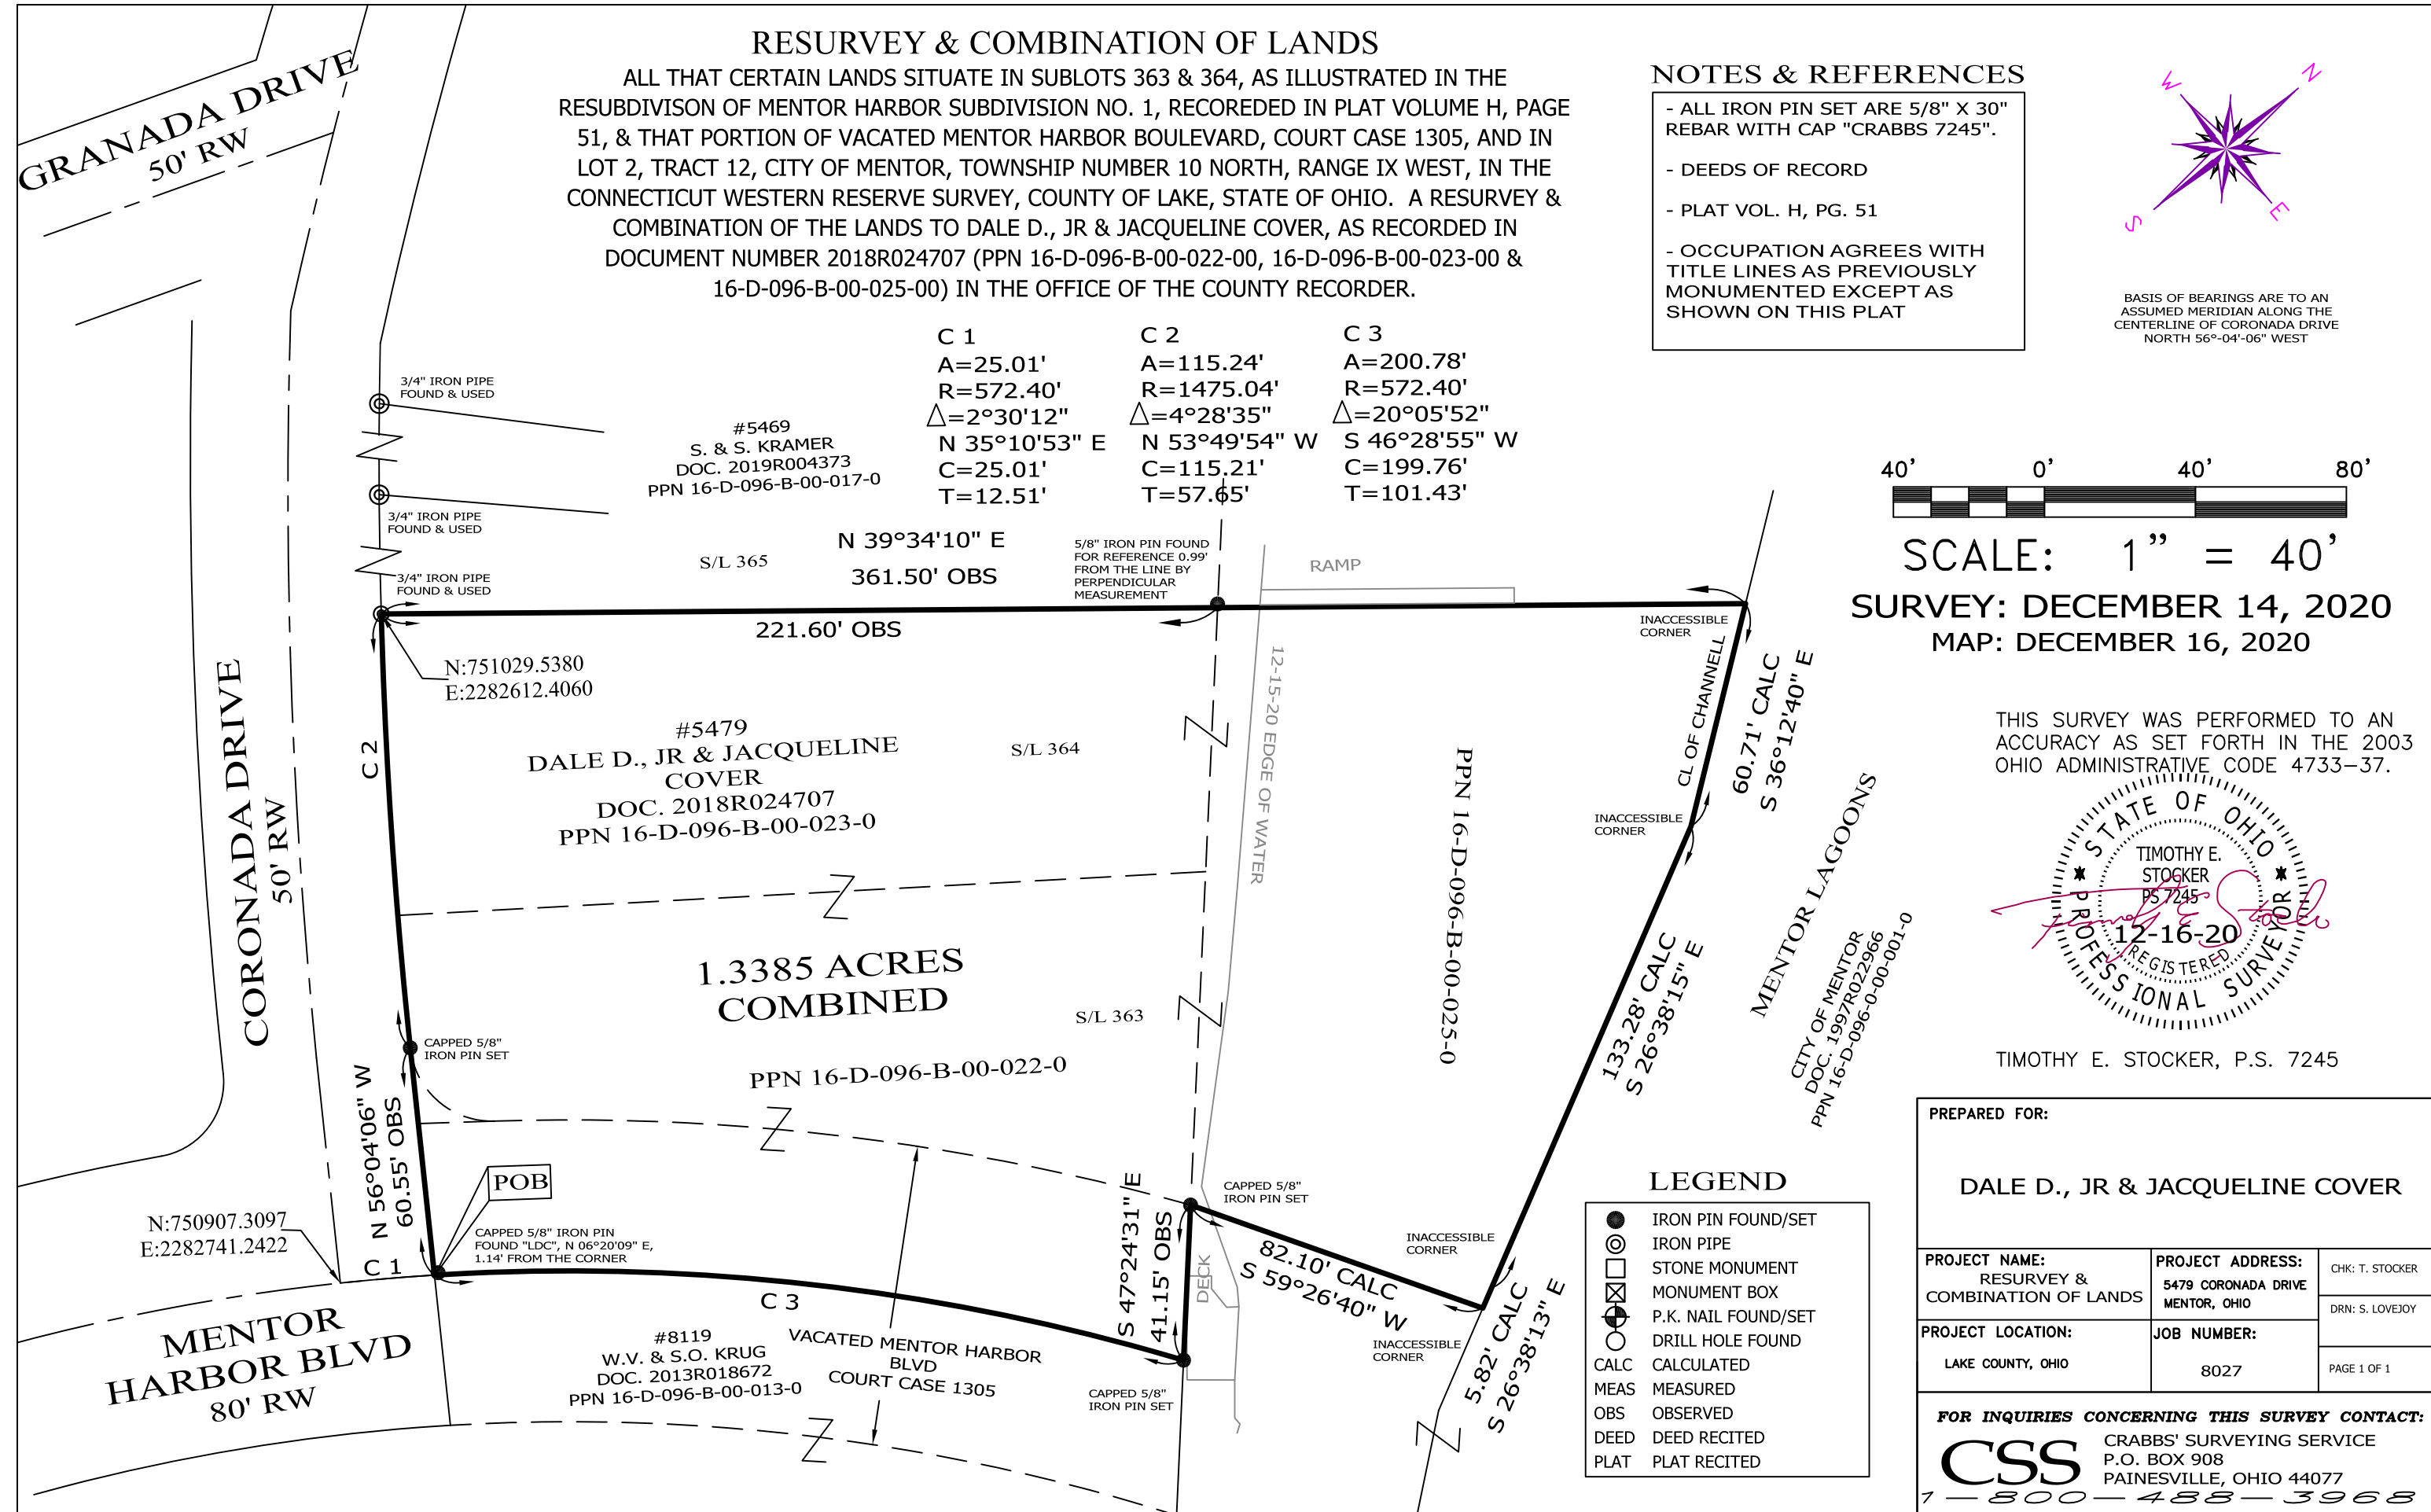 RESURVEY & COMBINATION OF LANDS
ALL THAT CERTAIN LANDS SITUATE IN SUBLOTS 363 & 364, AS ILLUSTRATED IN THE
RESUBDIVISON OF MENTOR HARBOR SUBDIVISION NO. 1, RECOREDED IN PLAT VOLUME H, PAGE
51, & THAT PORTION OF VACATED MENTOR HARBOR BOULEVARD, COURT CASE 1305, AND IN
LOT 2, TRACT 12, CITY OF MENTOR, TOWNSHIP NUMBER 10 NORTH, RANGE IX WEST, IN THE
CONNECTICUT WESTERN RESERVE SURVEY, COUNTY OF LAKE, STATE OF OHIO. A RESURVEY &
COMBINATION OF THE LANDS TO DALE D., JR & JACQUELINE COVER, AS RECORDED IN
DOCUMENT NUMBER 2018R024707 (PPN 16-D-096-B-00-022-00, 16-D-096-B-00-023-00 &
16-D-096-B-00-025-00) IN THE OFFICE OF THE COUNTY RECORDER.
NOTES & REFERENCES
- ALL IRON PIN SET ARE 5/8" X 30"
REBAR WITH CAP "CRABBS 7245".
- DEEDS OF RECORD
- PLAT VOL. H, PG. 51
- OCCUPATION AGREES WITH
TITLE LINES AS PREVIOUSLY
MONUMENTED EXCEPT AS
SHOWN ON THIS PLAT
W
N
S
E
BASIS OF BEARINGS ARE TO AN
ASSUMED MERIDIAN ALONG THE
CENTERLINE OF CORONADA DRIVE
NORTH 56°-04'-06" WEST
GRANADA DRIVE
50' RW
C 1
A=25.01'
R=572.40'
△=2°30'12"
N 35°10'53" E
C=25.01'
T=12.51'
C 2
A=115.24'
R=1475.04'
△=4°28'35"
N 53°49'54" W
C=115.21'
T=57.65'
C 3
A=200.78'
R=572.40'
△=20°05'52"
S 46°28'55" W
C=199.76'
T=101.43'
3/4" IRON PIPE
FOUND & USED
3/4" IRON PIPE
FOUND & USED
3/4" IRON PIPE
FOUND & USED
#5469
S. & S. KRAMER
DOC. 2019R004373
PPN 16-D-096-B-00-017-0
S/L 365
N 39°34'10" E
361.50' OBS
221.60' OBS
5/8" IRON PIN FOUND
FOR REFERENCE 0.99'
FROM THE LINE BY
PERPENDICULAR
MEASUREMENT
RAMP
INACCESSIBLE
CORNER
40' 0' 40' 80'
SCALE: 1" = 40'
SURVEY: DECEMBER 14, 2020
MAP: DECEMBER 16, 2020
THIS SURVEY WAS PERFORMED TO AN
ACCURACY AS SET FORTH IN THE 2003
OHIO ADMINISTRATIVE CODE 4733-37.
STATE OF OHIO
TIMOTHY E.
STOCKER
PS 7245
12-16-20
REGISTERED
PROFESSIONAL SURVEYOR
TIMOTHY E. STOCKER, P.S. 7245
N:751029.5380
E:2282612.4060
C 2
CORONADA DRIVE
50' RW
#5479
DALE D., JR & JACQUELINE
COVER
DOC. 2018R024707
PPN 16-D-096-B-00-023-0
S/L 364
12-15-20 EDGE OF WATER
PPN 16-D-096-B-00-025-0
CL OF CHANNELL
60.71' CALC
S 36°12'40" E
INACCESSIBLE
CORNER
133.28' CALC
S 26°38'15" E
MENTOR LAGOONS
CITY OF MENTOR
DOC. 1997R022966
PPN 16-D-096-0-00-001-0
1.3385 ACRES
COMBINED
S/L 363
PPN 16-D-096-B-00-022-0
CAPPED 5/8"
IRON PIN SET
N 56°04'06" W
60.55' OBS
POB
N:750907.3097
E:2282741.2422
C 1
CAPPED 5/8" IRON PIN
FOUND "LDC", N 06°20'09" E,
1.14' FROM THE CORNER
C 3
MENTOR
HARBOR BLVD
80' RW
#8119
W.V. & S.O. KRUG
DOC. 2013R018672
PPN 16-D-096-B-00-013-0
VACATED MENTOR HARBOR
BLVD
COURT CASE 1305
S 47°24'31" E
41.15' OBS
CAPPED 5/8"
IRON PIN SET
DECK
82.10' CALC
S 59°26'40" W
INACCESSIBLE
CORNER
INACCESSIBLE
CORNER
5.82' CALC
S 26°38'13" E
CAPPED 5/8"
IRON PIN SET
LEGEND
IRON PIN FOUND/SET
IRON PIPE
STONE MONUMENT
MONUMENT BOX
P.K. NAIL FOUND/SET
DRILL HOLE FOUND
CALC CALCULATED
MEAS MEASURED
OBS OBSERVED
DEED DEED RECITED
PLAT PLAT RECITED
PREPARED FOR:
DALE D., JR & JACQUELINE COVER
PROJECT NAME:
RESURVEY &
COMBINATION OF LANDS
PROJECT ADDRESS:
5479 CORONADA DRIVE
MENTOR, OHIO
CHK: T. STOCKER
DRN: S. LOVEJOY
PROJECT LOCATION:
LAKE COUNTY, OHIO
JOB NUMBER:
8027
PAGE 1 OF 1
FOR INQUIRIES CONCERNING THIS SURVEY CONTACT:
CSS
CRABBS' SURVEYING SERVICE
P.O. BOX 908
PAINESVILLE, OHIO 44077
1-800-488-3968